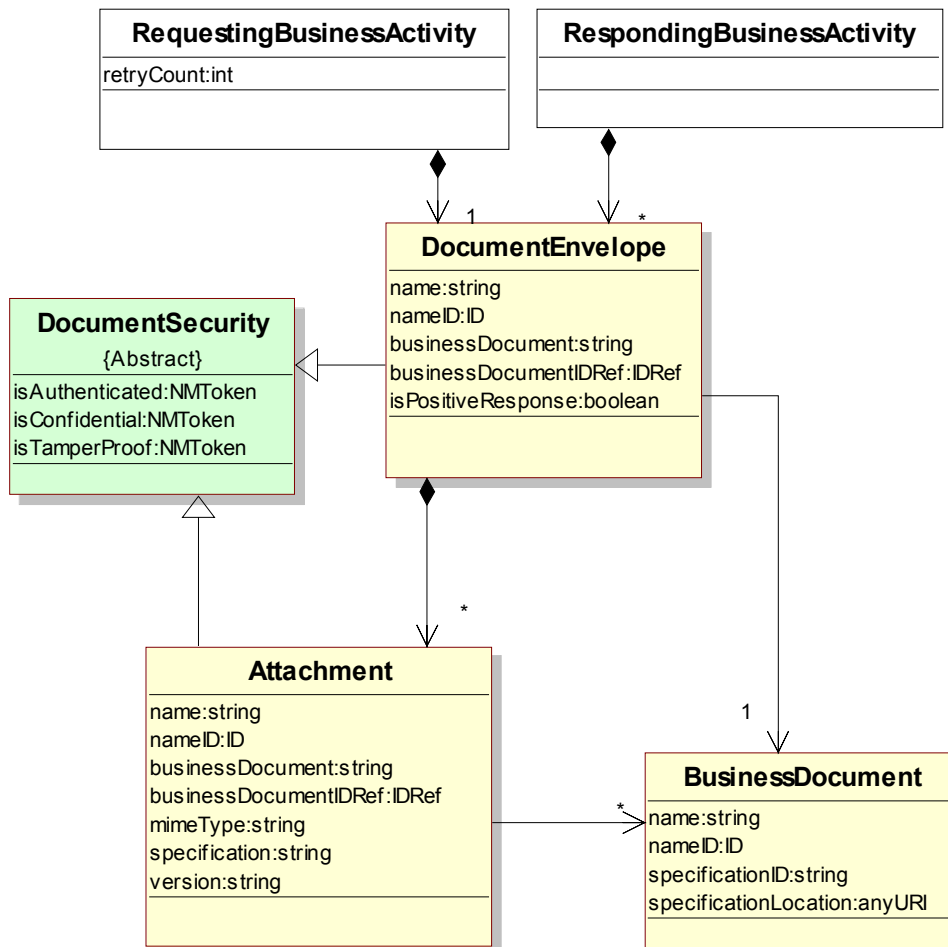 RequestingBusinessActivity
retryCount:int
RespondingBusinessActivity
1
*
DocumentEnvelope
name:string
nameID:ID
businessDocument:string
businessDocumentIDRef:IDRef
isPositiveResponse:boolean
DocumentSecurity
{Abstract}
isAuthenticated:NMToken
isConfidential:NMToken
isTamperProof:NMToken
*
Attachment
name:string
nameID:ID
businessDocument:string
businessDocumentIDRef:IDRef
mimeType:string
specification:string
version:string
1
*
BusinessDocument
name:string
nameID:ID
specificationID:string
specificationLocation:anyURI